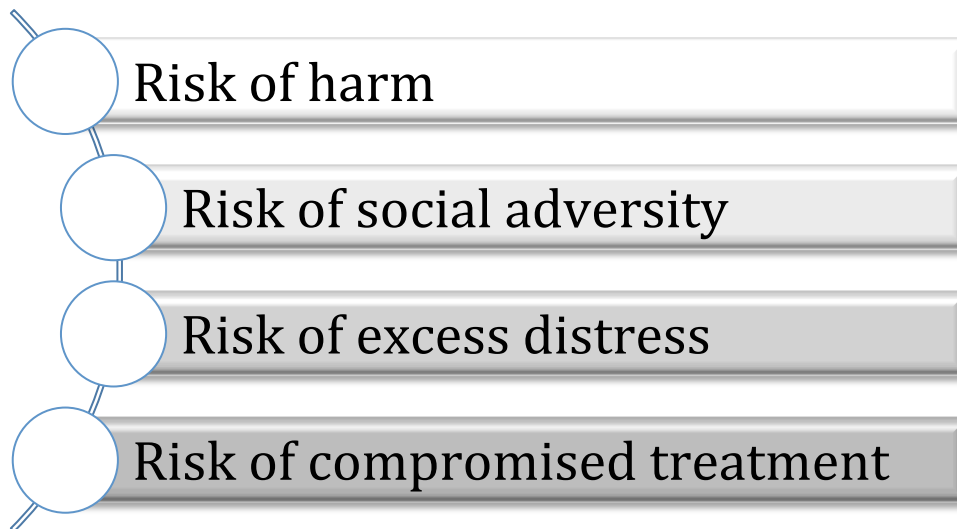 Risk of harm
Risk of social adversity
Risk of excess distress
Risk of compromised treatment